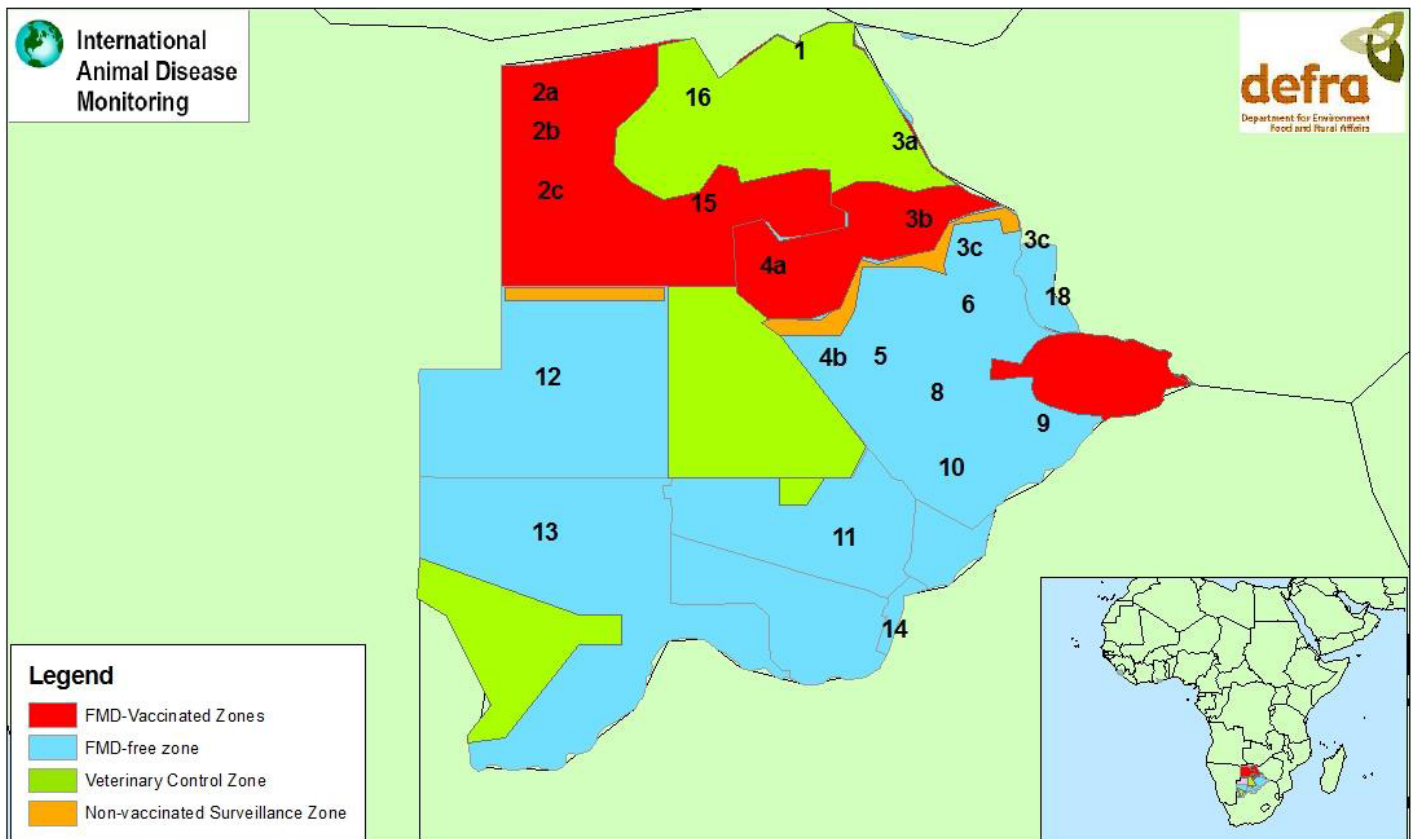 International
Animal Disease
Monitoring
defra
Department for Environment
Food and Rural Affairs
1
2a
16
2b
3a
2c
15
3b
3c
3c
4a
18
6
4b
5
12
8
9
10
13
11
14
Legend
FMD-Vaccinated Zones
FMD-free zone
Veterinary Control Zone
Non-vaccinated Surveillance Zone